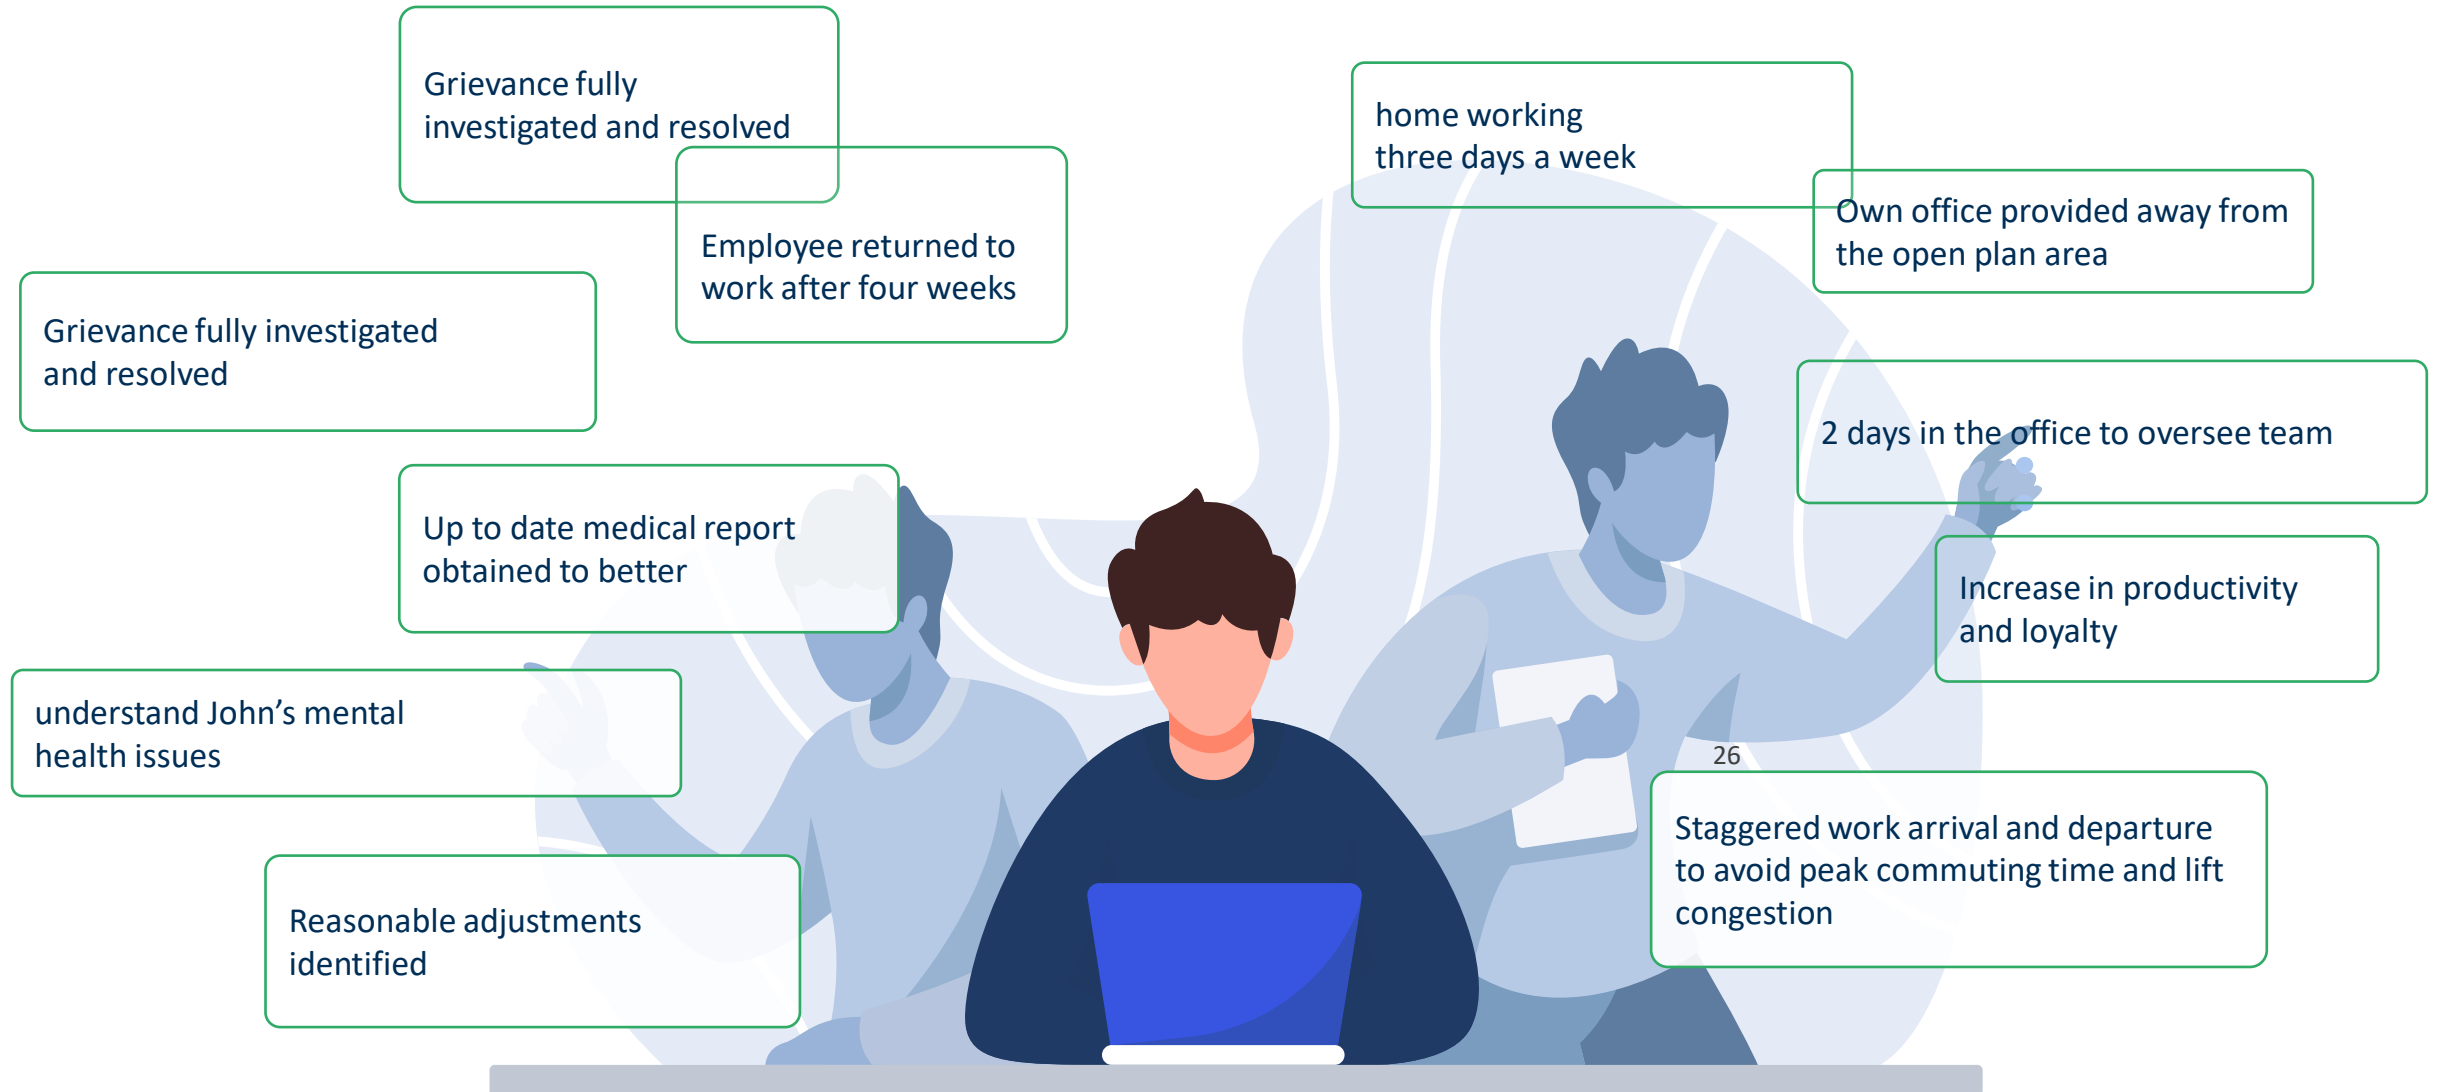 Grievance fully
investigated and resolved
Employee returned to
work after four weeks
Grievance fully investigated
and resolved
Up to date medical report
obtained to better
understand John’s mental
health issues
Reasonable adjustments
identified
home working
three days a week
Own office provided away from
the open plan area
2 days in the office to oversee team
Increase in productivity
and loyalty
26
Staggered work arrival and departure
to avoid peak commuting time and lift
congestion